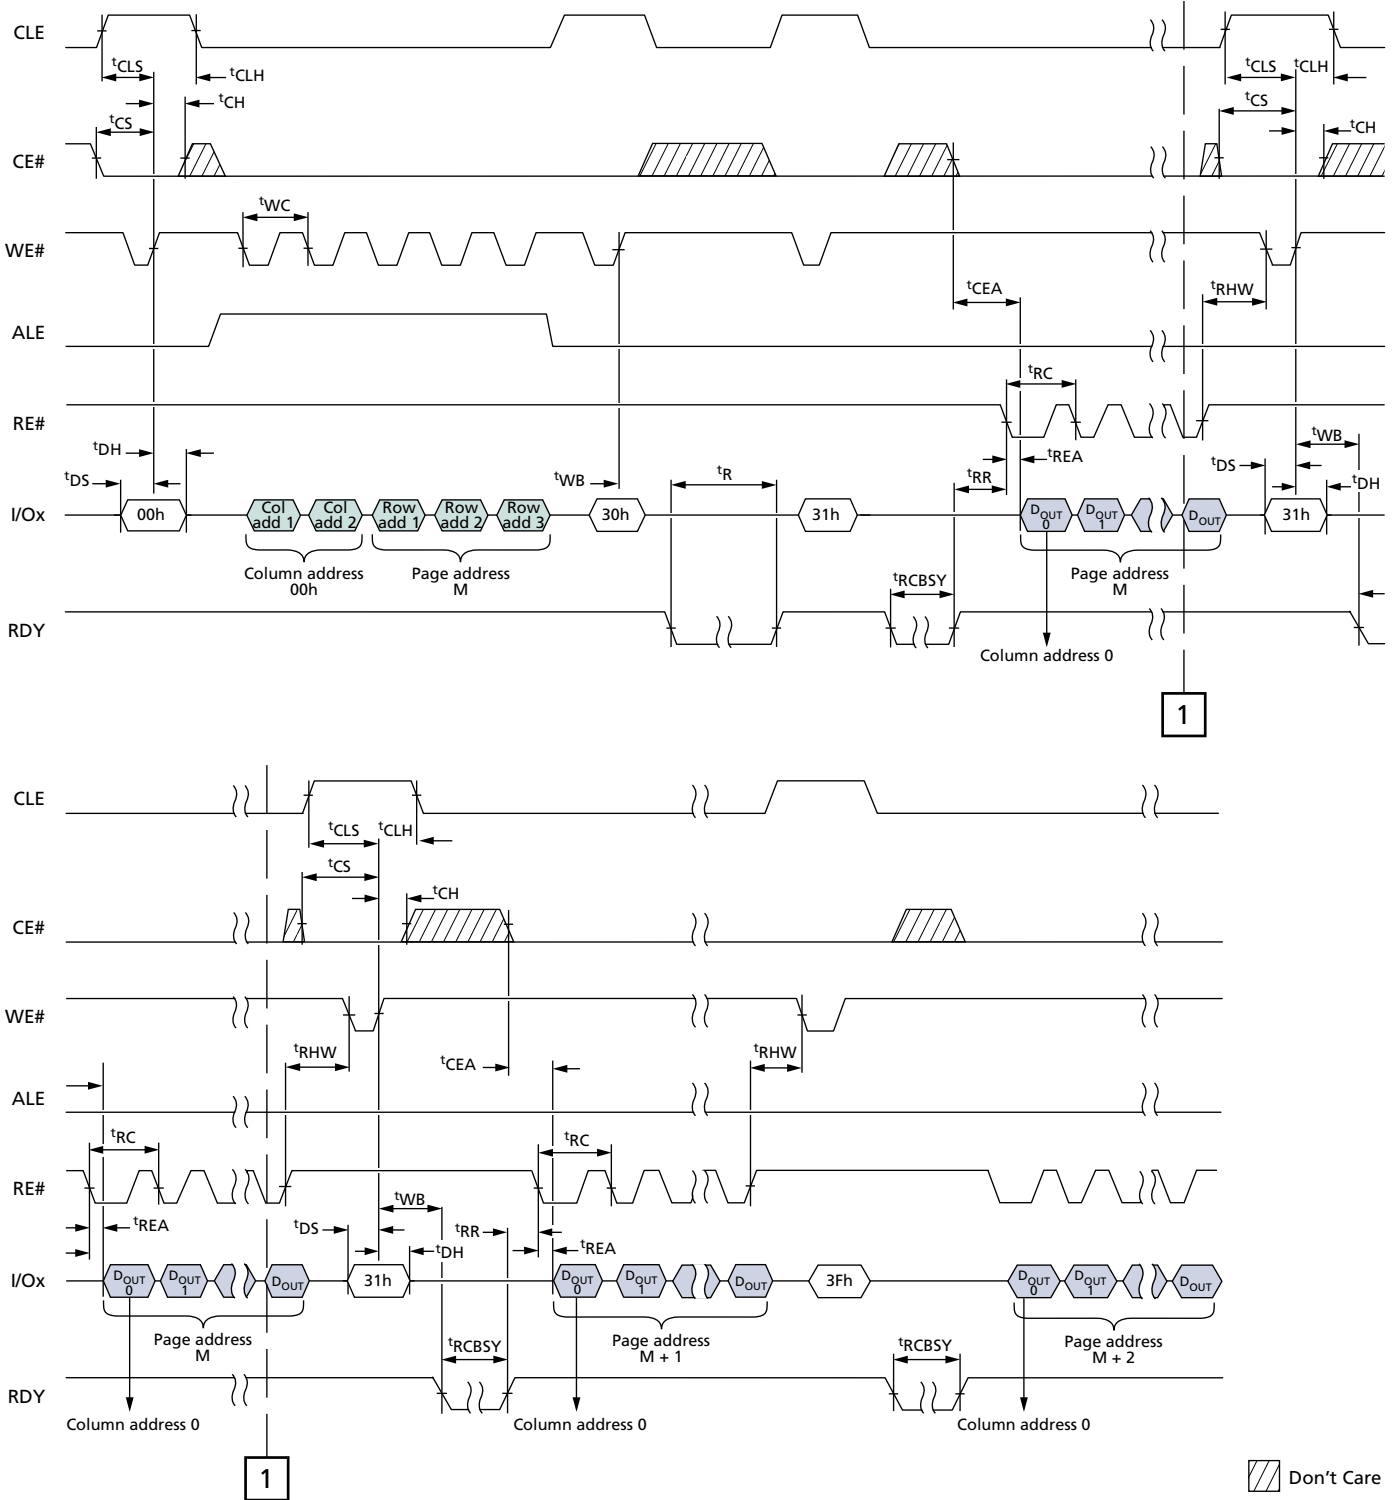 CLE
tCLS
tCLH
tCLS
tCLH
tCH
tCS
tCS
tCH
CE#
tWC
WE#
tCEA
tRHW
ALE
tRC
RE#
tDH
tWB
tREA
tDS
tWB
tR
tRR
tDS
tDH
I/Ox
00h
Col add 1
Col add 2
Row add 1
Row add 2
Row add 3
30h
31h
DOUT 0
DOUT 1
DOUT
31h
Column address 00h
Page address M
tRCBSY
Page address M
RDY
Column address 0
1
CLE
tCLS
tCLH
tCS
tCH
CE#
WE#
tRHW
tCEA
tRHW
ALE
tRC
tRC
RE#
tREA
tWB
tDS
tRR
tDH
tREA
I/Ox
DOUT 0
DOUT 1
DOUT
31h
DOUT 0
DOUT 1
DOUT
3Fh
DOUT 0
DOUT 1
DOUT
Page address M
tRCBSY
Page address M + 1
tRCBSY
Page address M + 2
RDY
Column address 0
Column address 0
Column address 0
1
Don't Care